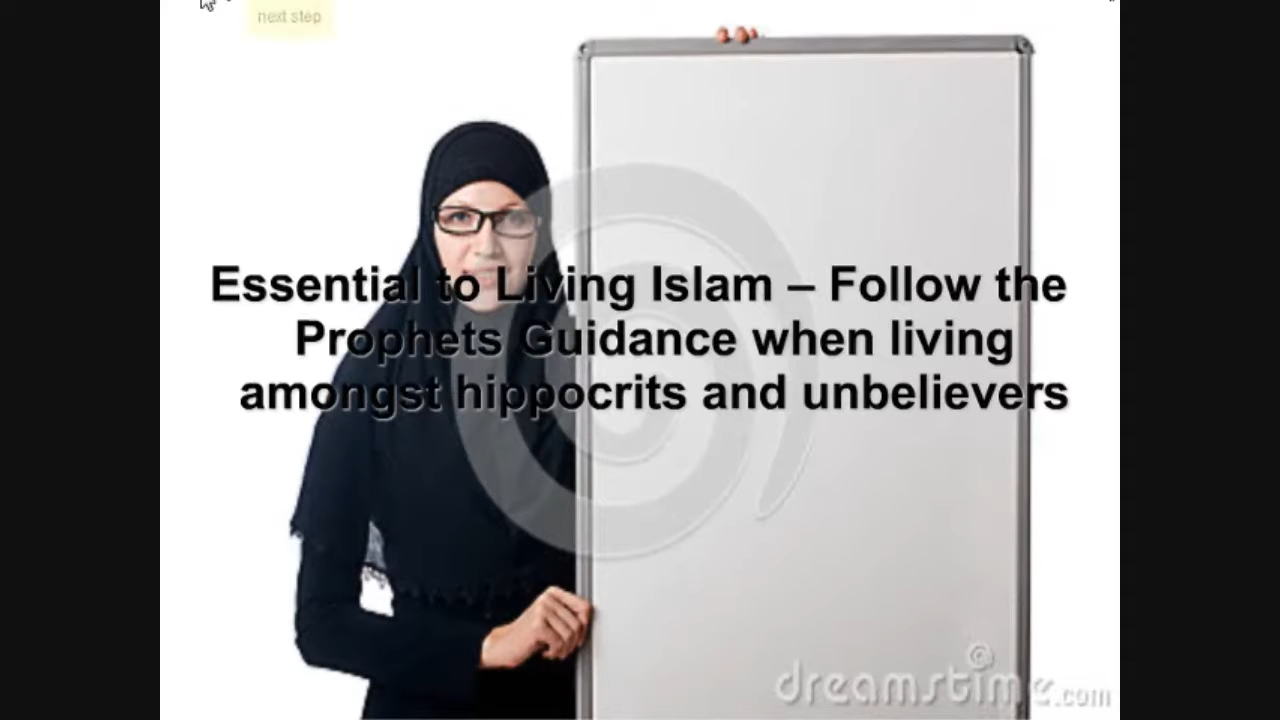 next step
Essential to Living Islam – Follow the
Prophets Guidance when living
amongst hippocrits and unbelievers
dreamstime.com